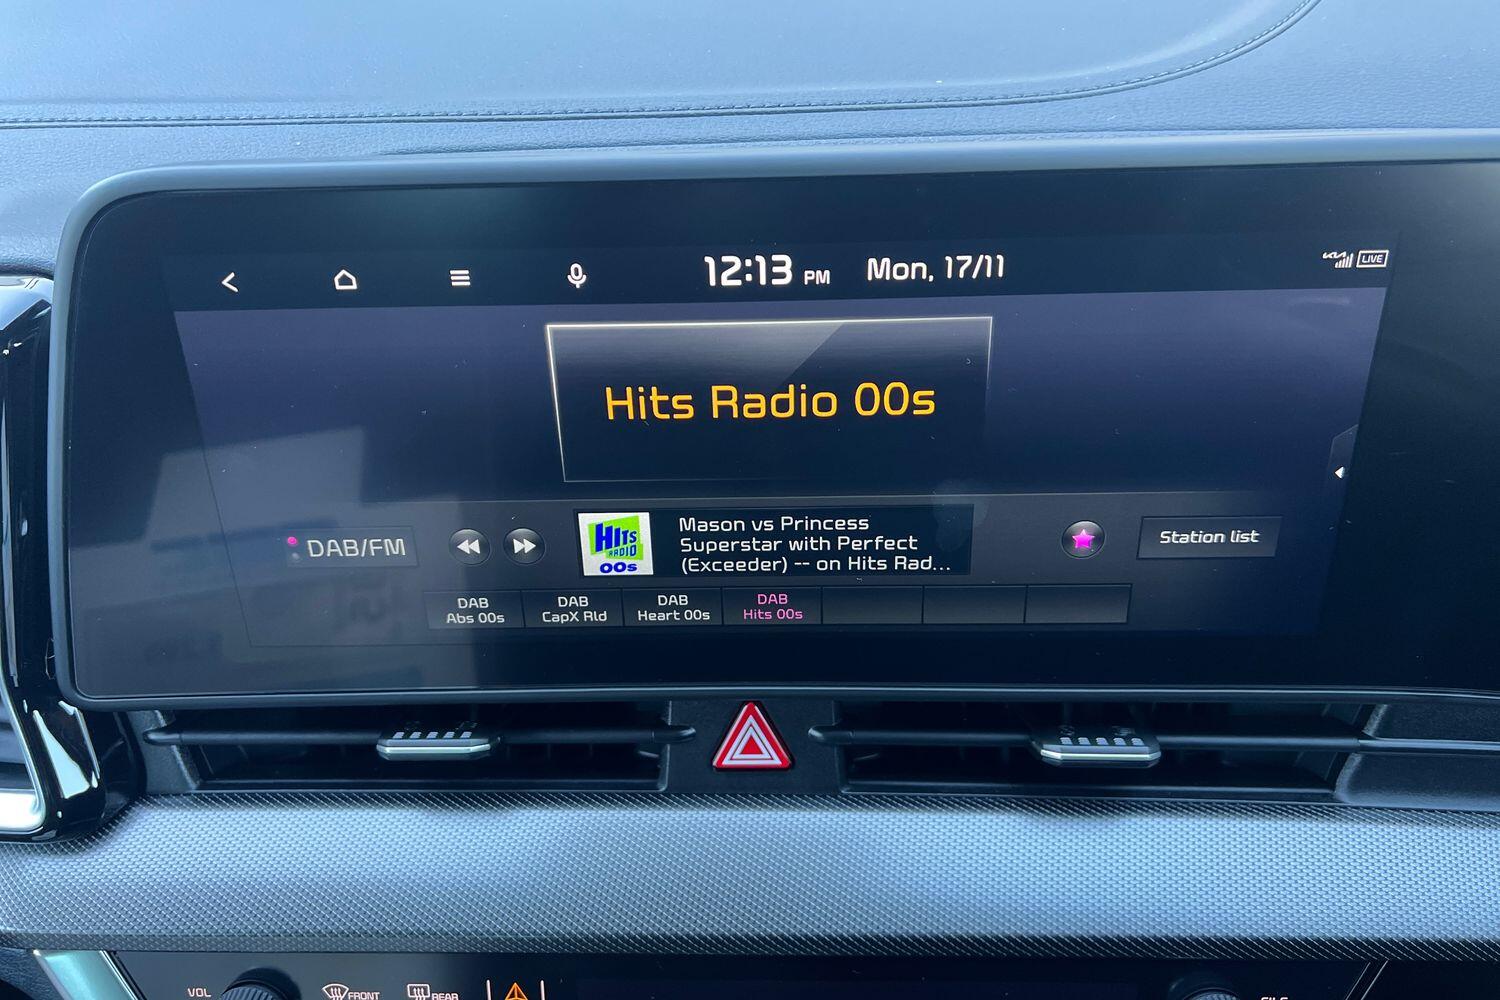 12:13 PM Mon, 17/11
LIVE
Hits Radio 00s
DAB/FM
HITS
RADIO
00s
Mason vs Princess
Superstar with Perfect
(Exceeder) -- on Hits Rad...
Station list
DAB
Abs 00s
DAB
CapX Rld
DAB
Heart 00s
DAB
Hits 00s
VOL
FRONT
REAR